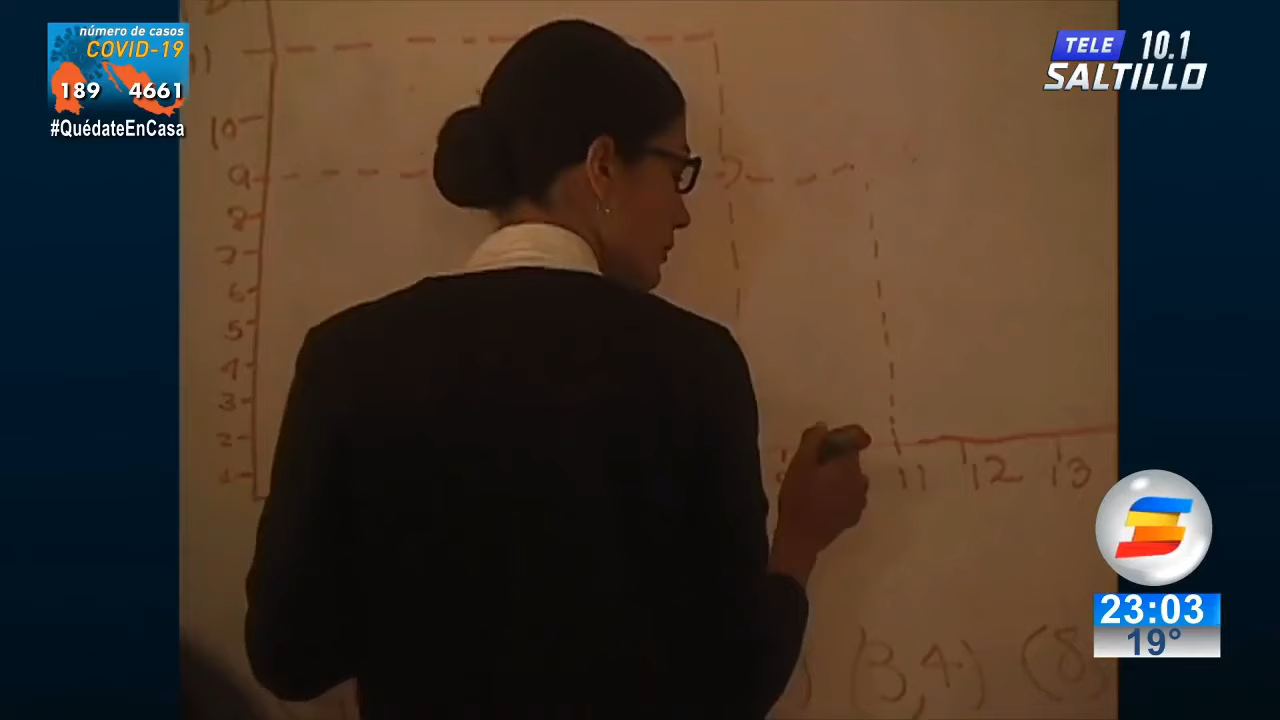 número de casos
COVID-19
189 4661
#QuédateEnCasa
TELE 10.1
SALTILLO
10
9
8
7
6
5
4
3
2
1
11 12 13
(3,4) (8,
23:03
19°